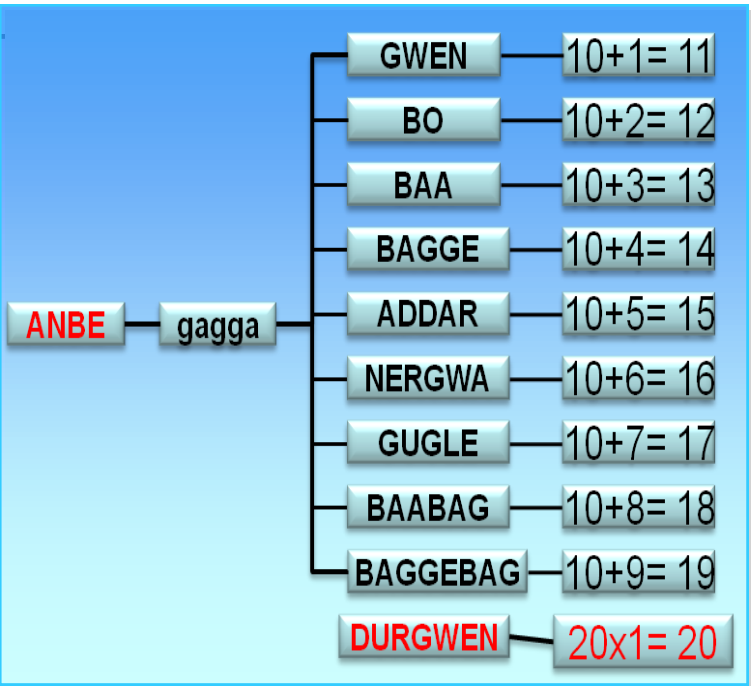 GWEN 10+1= 11
BO 10+2= 12
BAA 10+3= 13
BAGGE 10+4= 14
ADDAR 10+5= 15
ANBE gagga
NERGWA 10+6= 16
GUGLE 10+7= 17
BAABAG 10+8= 18
BAGGEBAG 10+9= 19
DURGWEN 20x1= 20